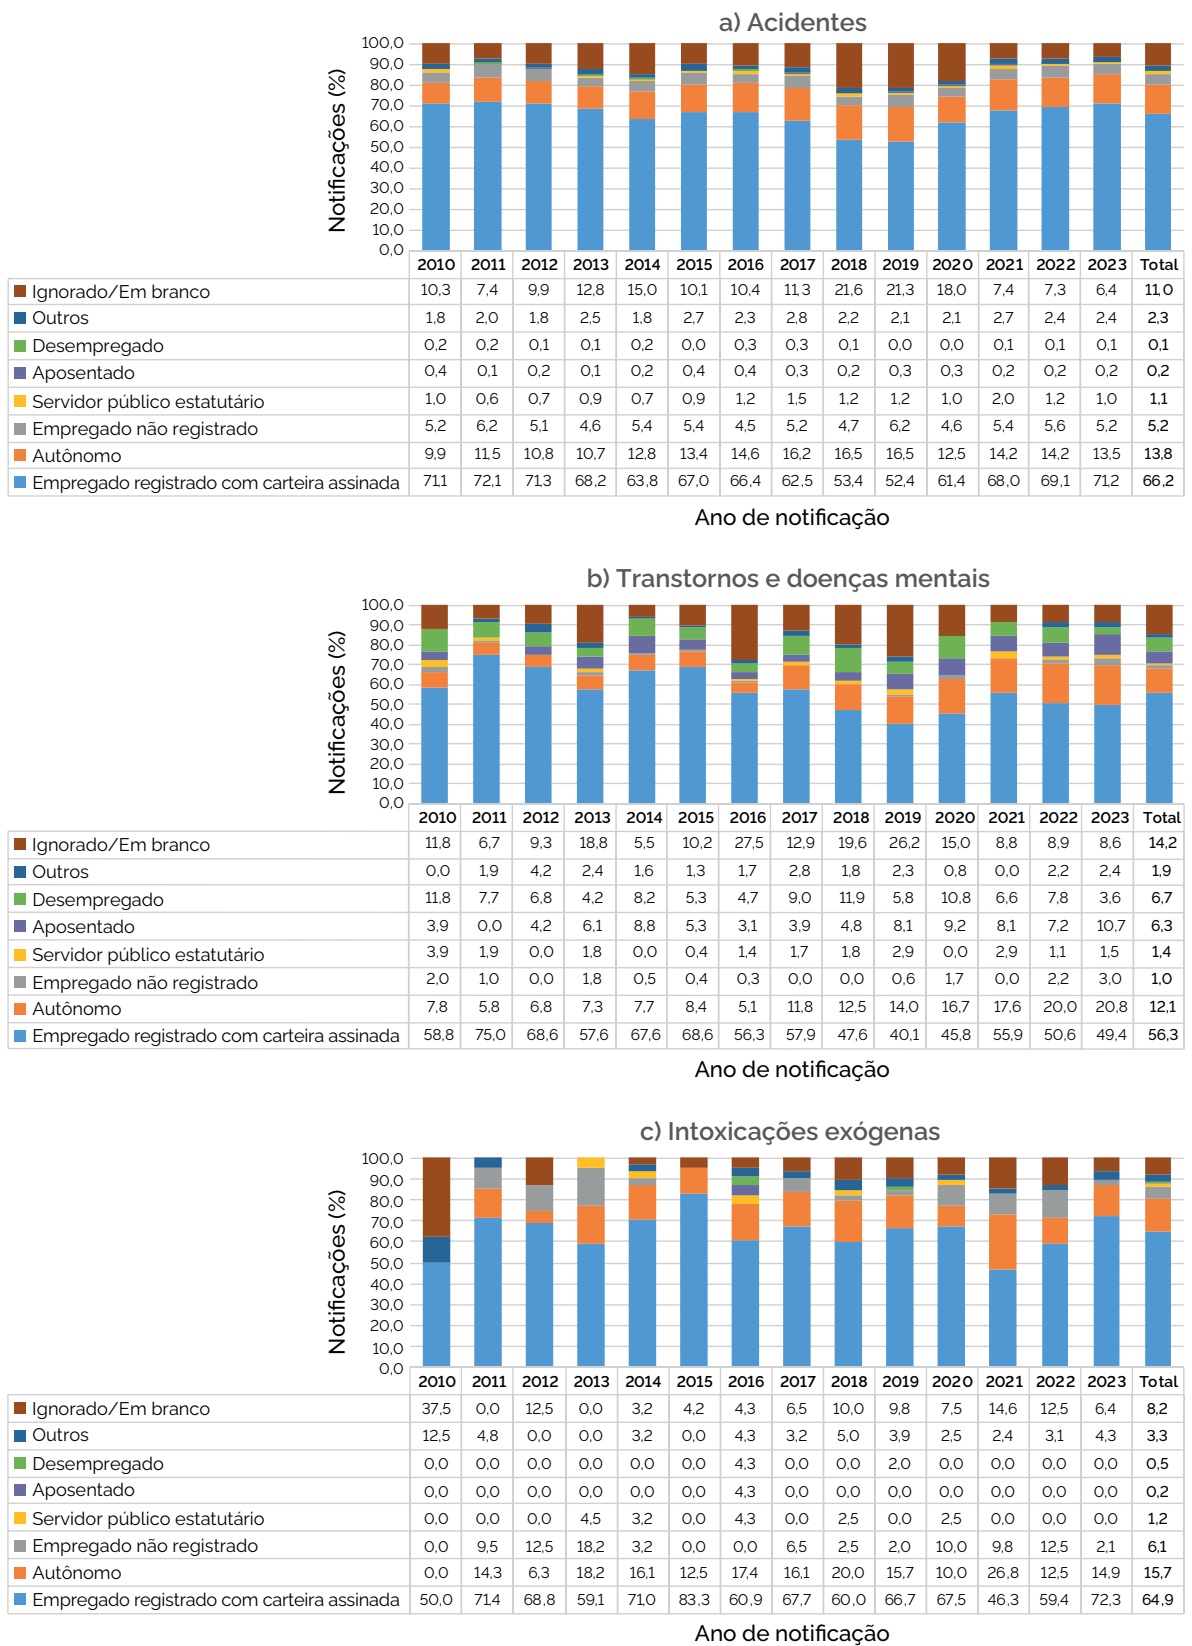 a) Acidentes
Notificações (%)
100,0
90,0
80,0
70,0
60,0
50,0
40,0
30,0
20,0
10,0
0,0
2010 2011 2012 2013 2014 2015 2016 2017 2018 2019 2020 2021 2022 2023 Total
Ignorado/Em branco 10,3 7,4 9,9 12,8 15,0 10,1 10,4 11,3 21,6 21,3 18,0 7,4 7,3 6,4 11,0
Outros 1,8 2,0 1,8 2,5 1,8 2,7 2,3 2,8 2,2 2,1 2,1 2,7 2,4 2,4 2,3
Desempregado 0,2 0,2 0,1 0,1 0,2 0,0 0,3 0,3 0,1 0,0 0,0 0,1 0,1 0,1 0,1
Aposentado 0,4 0,1 0,2 0,1 0,2 0,4 0,4 0,3 0,2 0,3 0,3 0,2 0,2 0,2 0,2
Servidor público estatutário 1,0 0,6 0,7 0,9 0,7 0,9 1,2 1,5 1,2 1,2 1,0 2,0 1,2 1,0 1,1
Empregado não registrado 5,2 6,2 5,1 4,6 5,4 5,4 4,5 5,2 4,7 6,2 4,6 5,4 5,6 5,2 5,2
Autônomo 9,9 11,5 10,8 10,7 12,8 13,4 14,6 16,2 16,5 16,5 12,5 14,2 14,2 13,5 13,8
Empregado registrado com carteira assinada 71,1 72,1 71,3 68,2 63,8 67,0 66,4 62,5 53,4 52,4 61,4 68,0 69,1 71,2 66,2
Ano de notificação
b) Transtornos e doenças mentais
Notificações (%)
100,0
90,0
80,0
70,0
60,0
50,0
40,0
30,0
20,0
10,0
0,0
2010 2011 2012 2013 2014 2015 2016 2017 2018 2019 2020 2021 2022 2023 Total
Ignorado/Em branco 11,8 6,7 9,3 18,8 5,5 10,2 27,5 12,9 19,6 26,2 15,0 8,8 8,9 8,6 14,2
Outros 0,0 1,9 4,2 2,4 1,6 1,3 1,7 2,8 1,8 2,3 0,8 0,0 2,2 2,4 1,9
Desempregado 11,8 7,7 6,8 4,2 8,2 5,3 4,7 9,0 11,9 5,8 10,8 6,6 7,8 3,6 6,7
Aposentado 3,9 0,0 4,2 6,1 8,8 5,3 3,1 3,9 4,8 8,1 9,2 8,1 7,2 10,7 6,3
Servidor público estatutário 3,9 1,9 0,0 1,8 0,0 0,4 1,4 1,7 1,8 2,9 0,0 2,9 1,1 1,5 1,4
Empregado não registrado 2,0 1,0 0,0 1,8 0,5 0,4 0,3 0,0 0,0 0,6 1,7 0,0 2,2 3,0 1,0
Autônomo 7,8 5,8 6,8 7,3 7,7 8,4 5,1 11,8 12,5 14,0 16,7 17,6 20,0 20,8 12,1
Empregado registrado com carteira assinada 58,8 75,0 68,6 57,6 67,6 68,6 56,3 57,9 47,6 40,1 45,8 55,9 50,6 49,4 56,3
Ano de notificação
c) Intoxicações exógenas
Notificações (%)
100,0
90,0
80,0
70,0
60,0
50,0
40,0
30,0
20,0
10,0
0,0
2010 2011 2012 2013 2014 2015 2016 2017 2018 2019 2020 2021 2022 2023 Total
Ignorado/Em branco 37,5 0,0 12,5 0,0 3,2 4,2 4,3 6,5 10,0 9,8 7,5 14,6 12,5 6,4 8,2
Outros 12,5 4,8 0,0 0,0 3,2 0,0 4,3 3,2 5,0 3,9 2,5 2,4 3,1 4,3 3,3
Desempregado 0,0 0,0 0,0 0,0 0,0 0,0 4,3 0,0 0,0 2,0 0,0 0,0 0,0 0,0 0,5
Aposentado 0,0 0,0 0,0 0,0 0,0 0,0 4,3 0,0 0,0 0,0 0,0 0,0 0,0 0,0 0,2
Servidor público estatutário 0,0 0,0 0,0 4,5 3,2 0,0 4,3 0,0 2,5 0,0 2,5 0,0 0,0 0,0 1,2
Empregado não registrado 0,0 9,5 12,5 18,2 3,2 0,0 0,0 6,5 2,5 2,0 10,0 9,8 12,5 2,1 6,1
Autônomo 0,0 14,3 6,3 18,2 16,1 12,5 17,4 16,1 20,0 15,7 10,0 26,8 12,5 14,9 15,7
Empregado registrado com carteira assinada 50,0 71,4 68,8 59,1 71,0 83,3 60,9 67,7 60,0 66,7 67,5 46,3 59,4 72,3 64,9
Ano de notificação